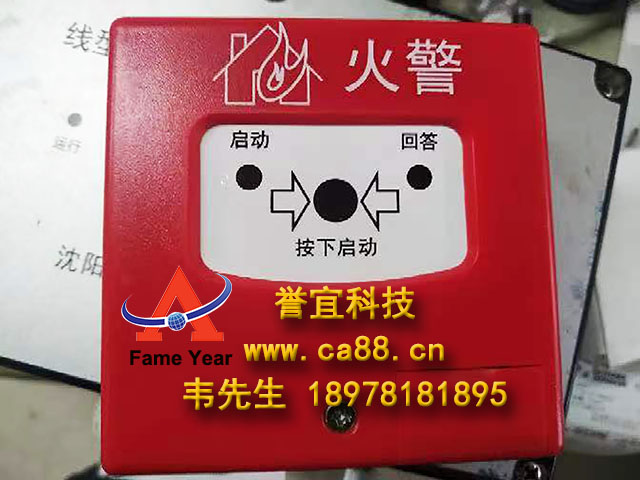 线型
火警
启动
回答
运行
按下启动
沈阳
誉宜科技
Fame Year
www.ca88.cn
韦先生 18978181895